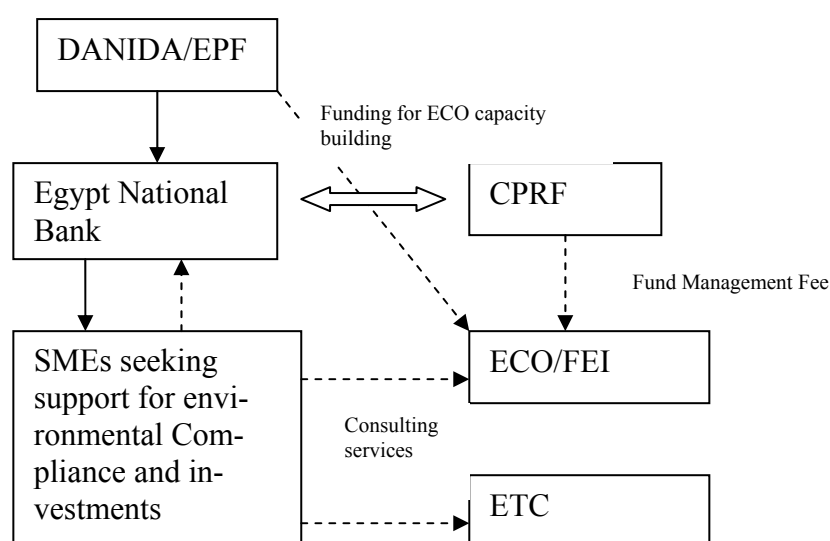 DANIDA/EPF
Funding for ECO capacity
building
Egypt National
Bank
CPRF
Fund Management Fee
SMEs seeking
support for envi-
ronmental Com-
pliance and in-
vestments
ECO/FEI
Consulting
services
ETC